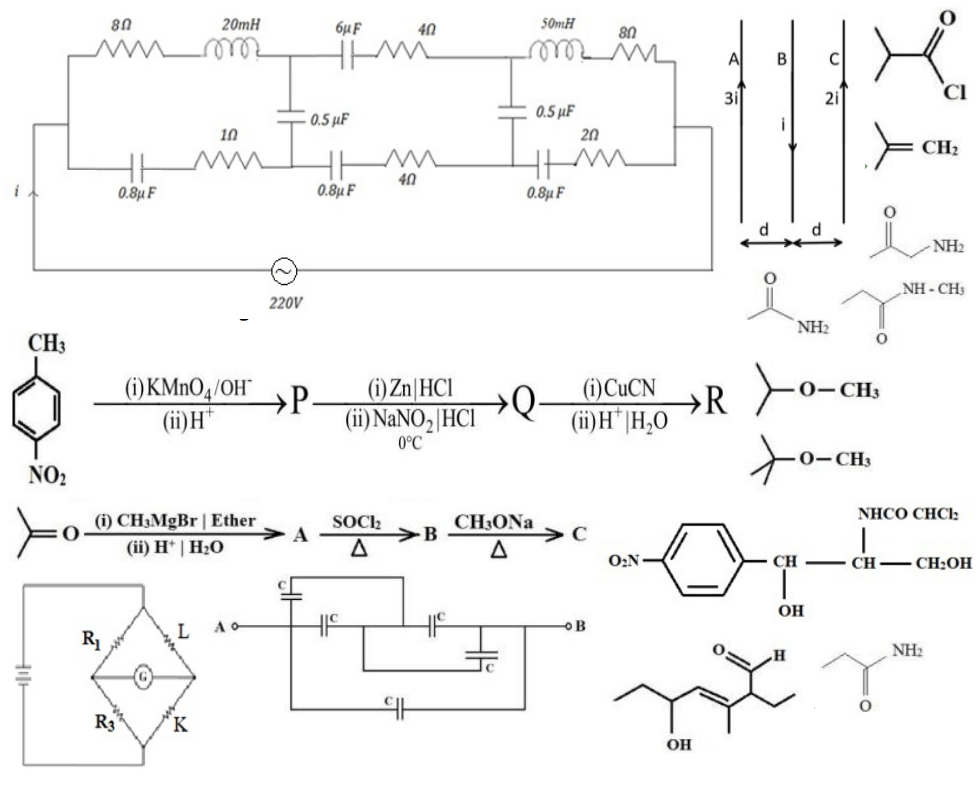 8Ω 20mH 6μF 4Ω 50mH 8Ω
0.5 μF 0.5 μF
1Ω 2Ω
0.8μF 0.8μF 4Ω 0.8μF
i
220V
A B C
3i i 2i
d d
O
Cl
CH₂
O
NH₂
O
NH₂
NH - CH₃
O
CH₃
NO₂
(i) KMnO₄/OH⁻
(ii) H⁺
P
(i) Zn|HCl
(ii) NaNO₂|HCl
0°C
Q
(i) CuCN
(ii) H⁺|H₂O
R
O – CH₃
O – CH₃
O
(i) CH₃MgBr | Ether
(ii) H⁺ | H₂O
A
SOCl₂
Δ
B
CH₃ONa
Δ
C
NHCO CHCl₂
O₂N CH CH CH₂OH
OH
R₁ L
G
R₃ K
C
A C C B
C
C
O H
OH
NH₂
O